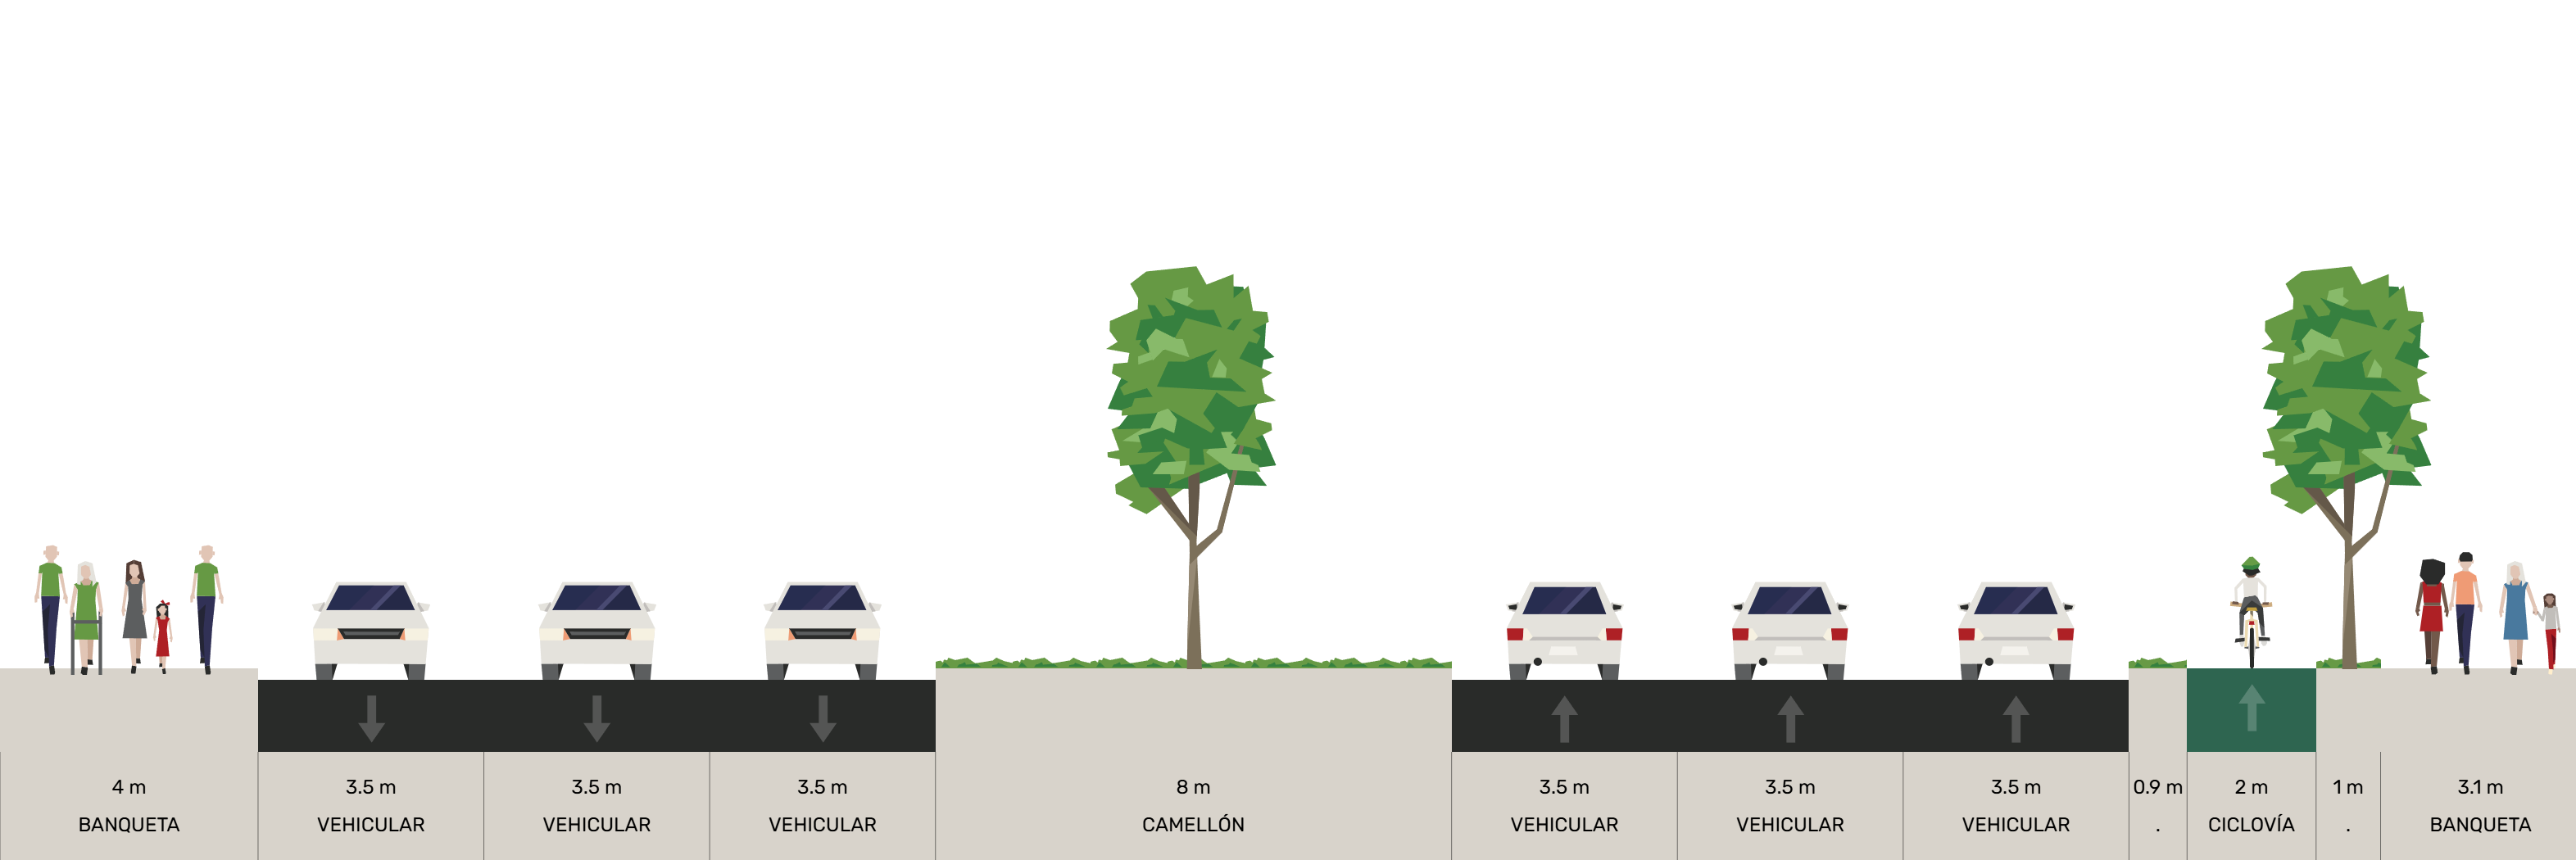 4 m
BANQUETA
3.5 m
VEHICULAR
3.5 m
VEHICULAR
3.5 m
VEHICULAR
8 m
CAMELLÓN
3.5 m
VEHICULAR
3.5 m
VEHICULAR
3.5 m
VEHICULAR
0.9 m
.
2 m
CICLOVÍA
1 m
.
3.1 m
BANQUETA